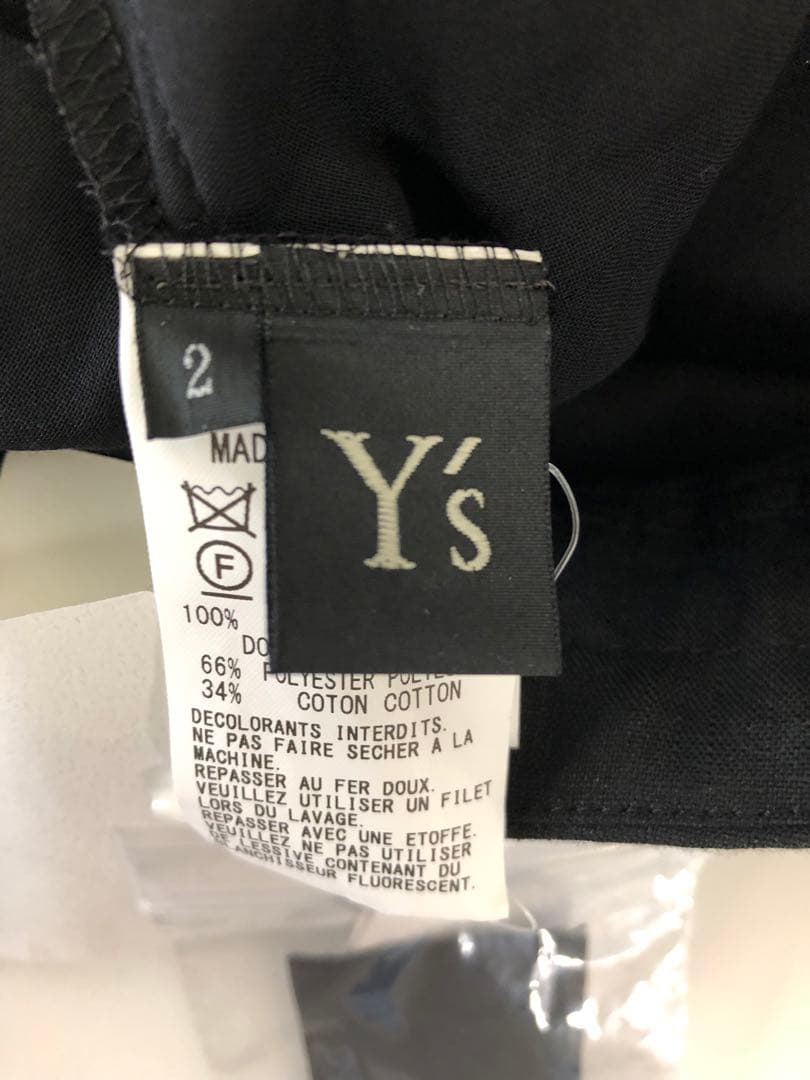 2
Y's
MAD
F
100%
DO
66% POLYESTER
34% COTON COTTON
DECOLORANTS INTERDITS.
NE PAS FAIRE SECHER A LA
MACHINE.
REPASSER AU FER DOUX.
VEUILLEZ UTILISER UN FILET
LORS DU LAVAGE.
REPASSER AVEC UNE ETOFFE.
VEUILLEZ NE PAS UTILISER
DE LESSIVE CONTENANT DU
BLANCHISSEUR FLUORESCENT.